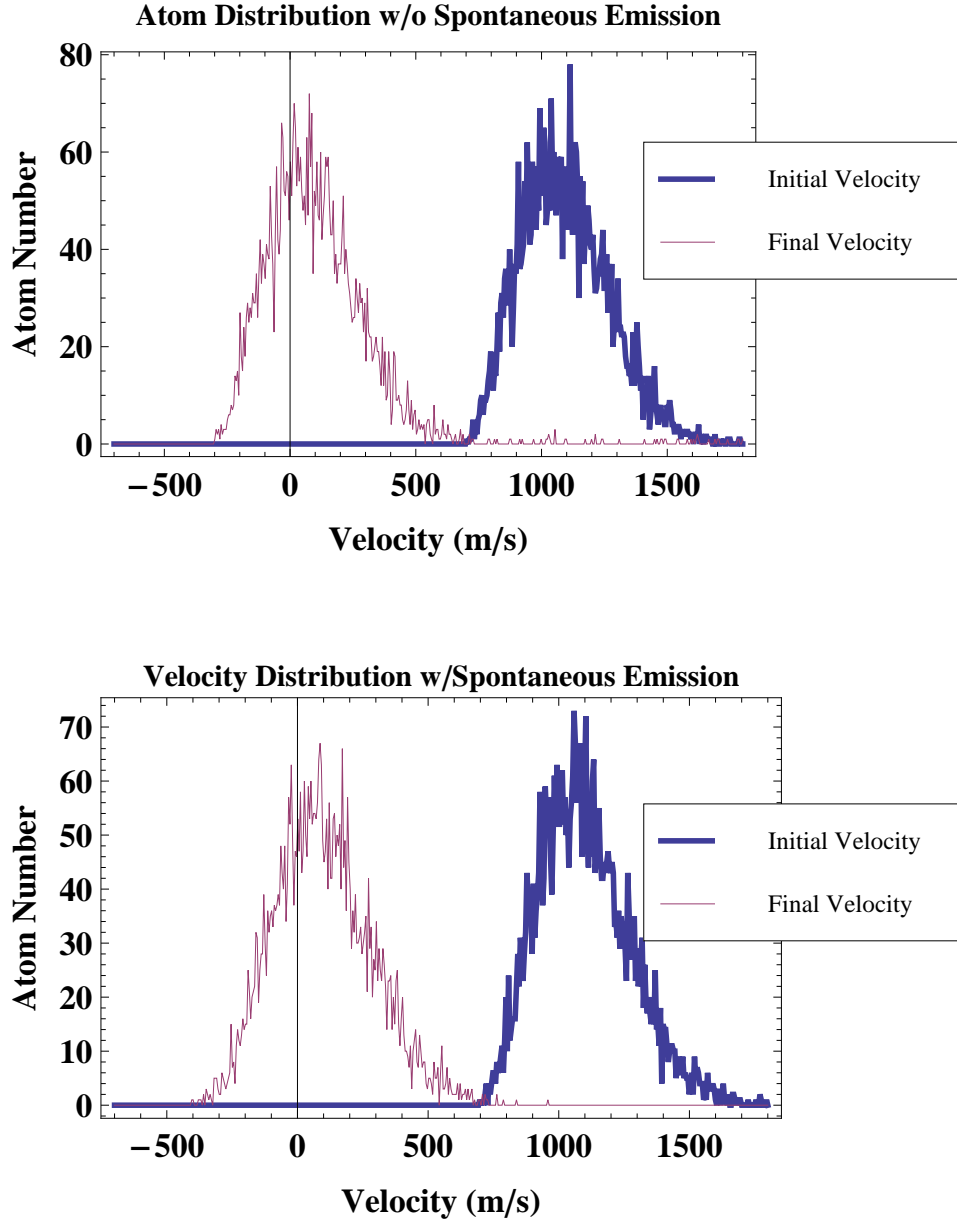 Atom Distribution w/o Spontaneous Emission
80
60
40
20
0
Atom Number
−500 0 500 1000 1500
Velocity (m/s)
Initial Velocity
Final Velocity
Velocity Distribution w/Spontaneous Emission
70
60
50
40
30
20
10
0
Atom Number
−500 0 500 1000 1500
Velocity (m/s)
Initial Velocity
Final Velocity